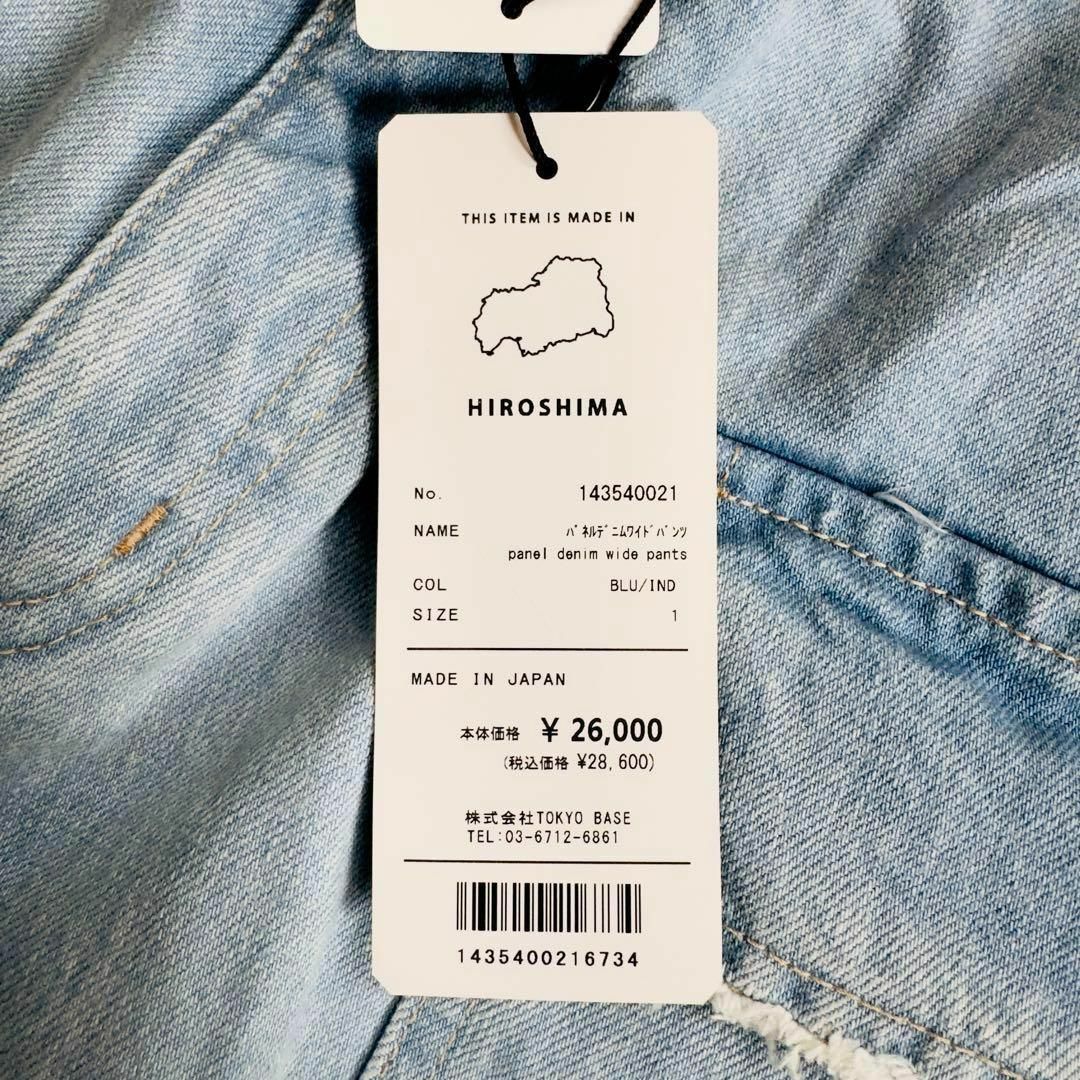 THIS ITEM IS MADE IN
HIROSHIMA
No. 143540021
NAME ﾊﾟﾈﾙﾃﾞﾆﾑﾜｲﾄﾞﾊﾟﾝﾂ
panel denim wide pants
COL BLU/IND
SIZE 1
MADE IN JAPAN
本体価格 ¥ 26,000
(税込価格 ¥28,600)
株式会社TOKYO BASE
TEL:03-6712-6861
1435400216734